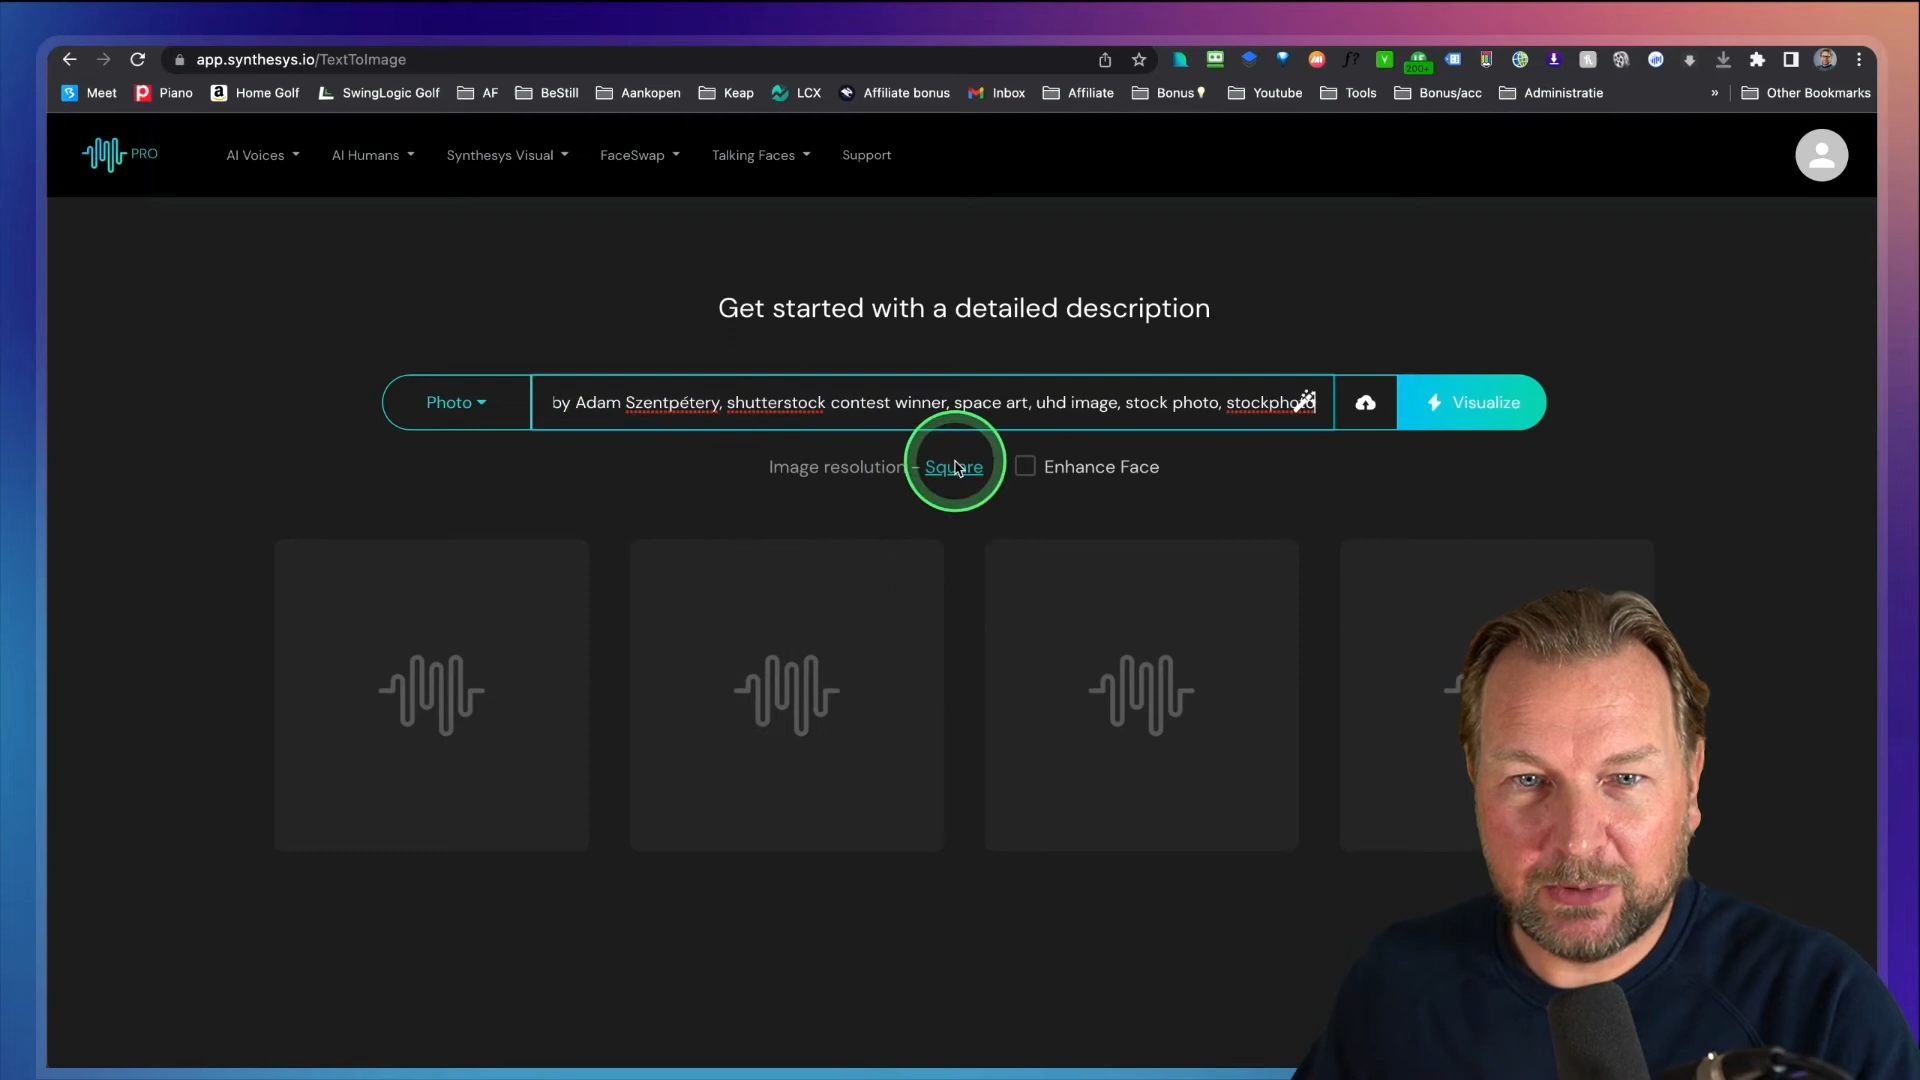 app.synthesys.io/TextToImage
200+
Meet Piano Home Golf SwingLogic Golf AF BeStill Aankopen Keap LCX Affiliate bonus Inbox Affiliate Bonus Youtube Tools Bonus/acc Administratie » Other Bookmarks
PRO AI Voices AI Humans Synthesys Visual FaceSwap Talking Faces Support
Get started with a detailed description
Photo by Adam Szentpétery, shutterstock contest winner, space art, uhd image, stock photo, stockphoto Visualize
Image resolution - Square Enhance Face